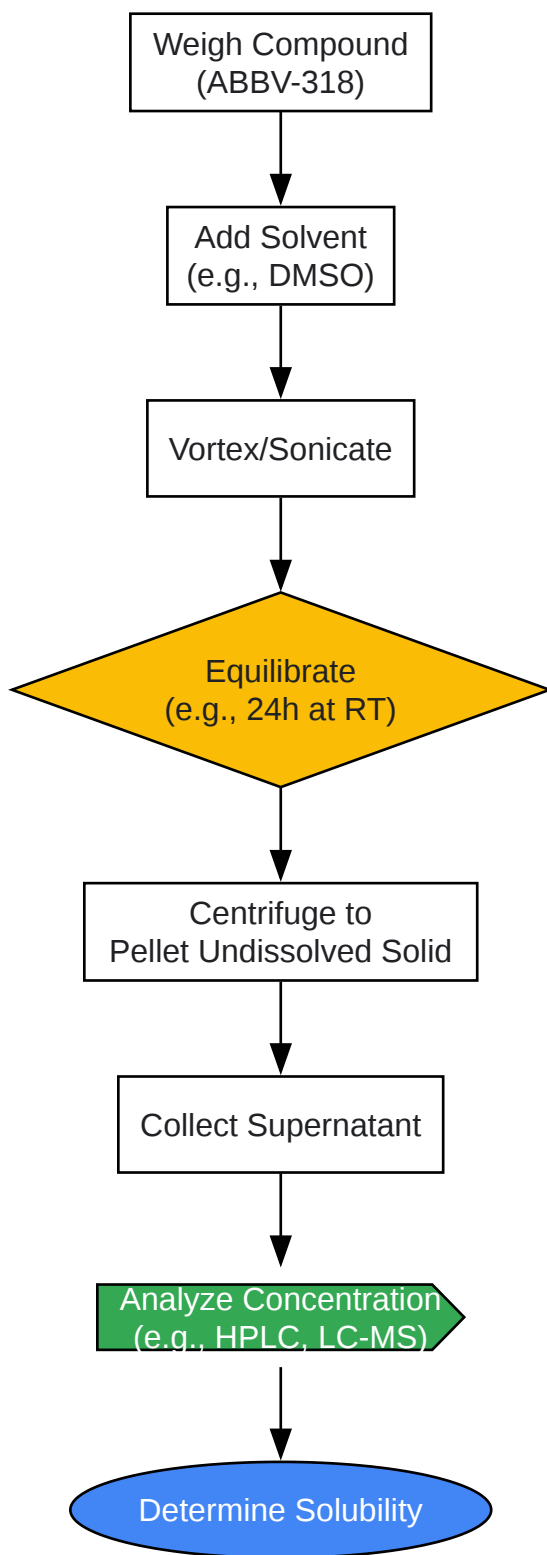 Weigh Compound
(ABBV-318)
Add Solvent
(e.g., DMSO)
Vortex/Sonicate
Equilibrate
(e.g., 24h at RT)
Centrifuge to
Pellet Undissolved Solid
Collect Supernatant
Analyze Concentration
(e.g., HPLC, LC-MS)
Determine Solubility